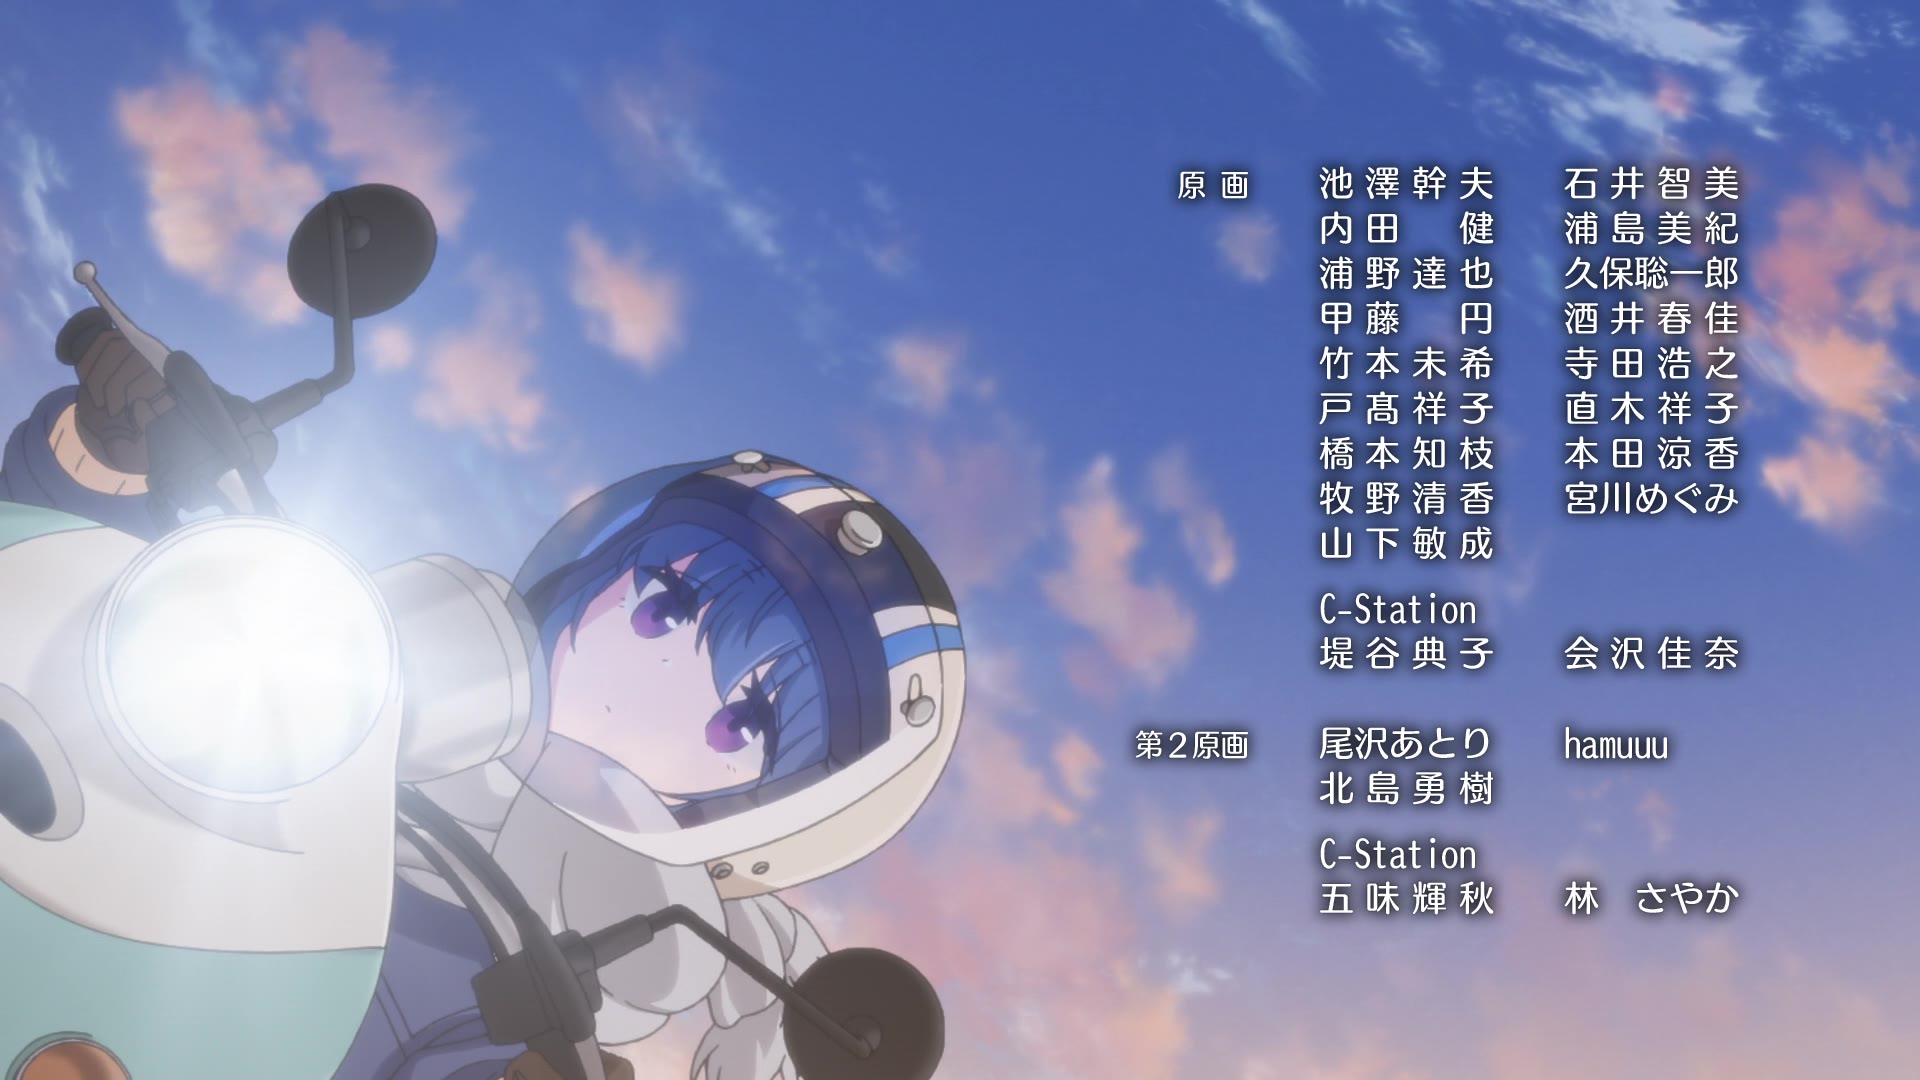 原画 池澤幹夫 石井智美
内田 健 浦島美紀
浦野達也 久保聡一郎
甲藤 円 酒井春佳
竹本未希 寺田浩之
戸髙祥子 直木祥子
橋本知枝 本田涼香
牧野清香 宮川めぐみ
山下敏成
C-Station
堤谷典子 会沢佳奈
第2原画 尾沢あとり hamuuu
北島勇樹
C-Station
五味輝秋 林 さやか